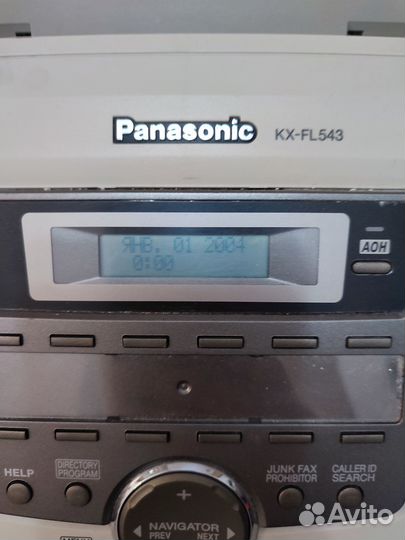 Panasonic KX-FL543
ЯНВ. 01 2004
0:00
АОН
HELP
DIRECTORY
PROGRAM
JUNK FAX
PROHIBITOR
CALLER ID
SEARCH
+
NAVIGATOR
PREV NEXT
MENU
Avito